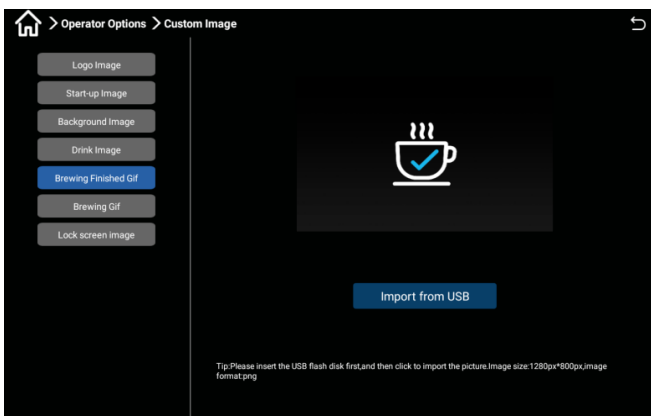 > Operator Options > Custom Image
Logo Image
Start-up Image
Background Image
Drink Image
Brewing Finished Gif
Brewing Gif
Lock screen image
Import from USB
Tip:Please insert the USB flash disk first,and then click to import the picture.Image size:1280px*800px,image
format:png